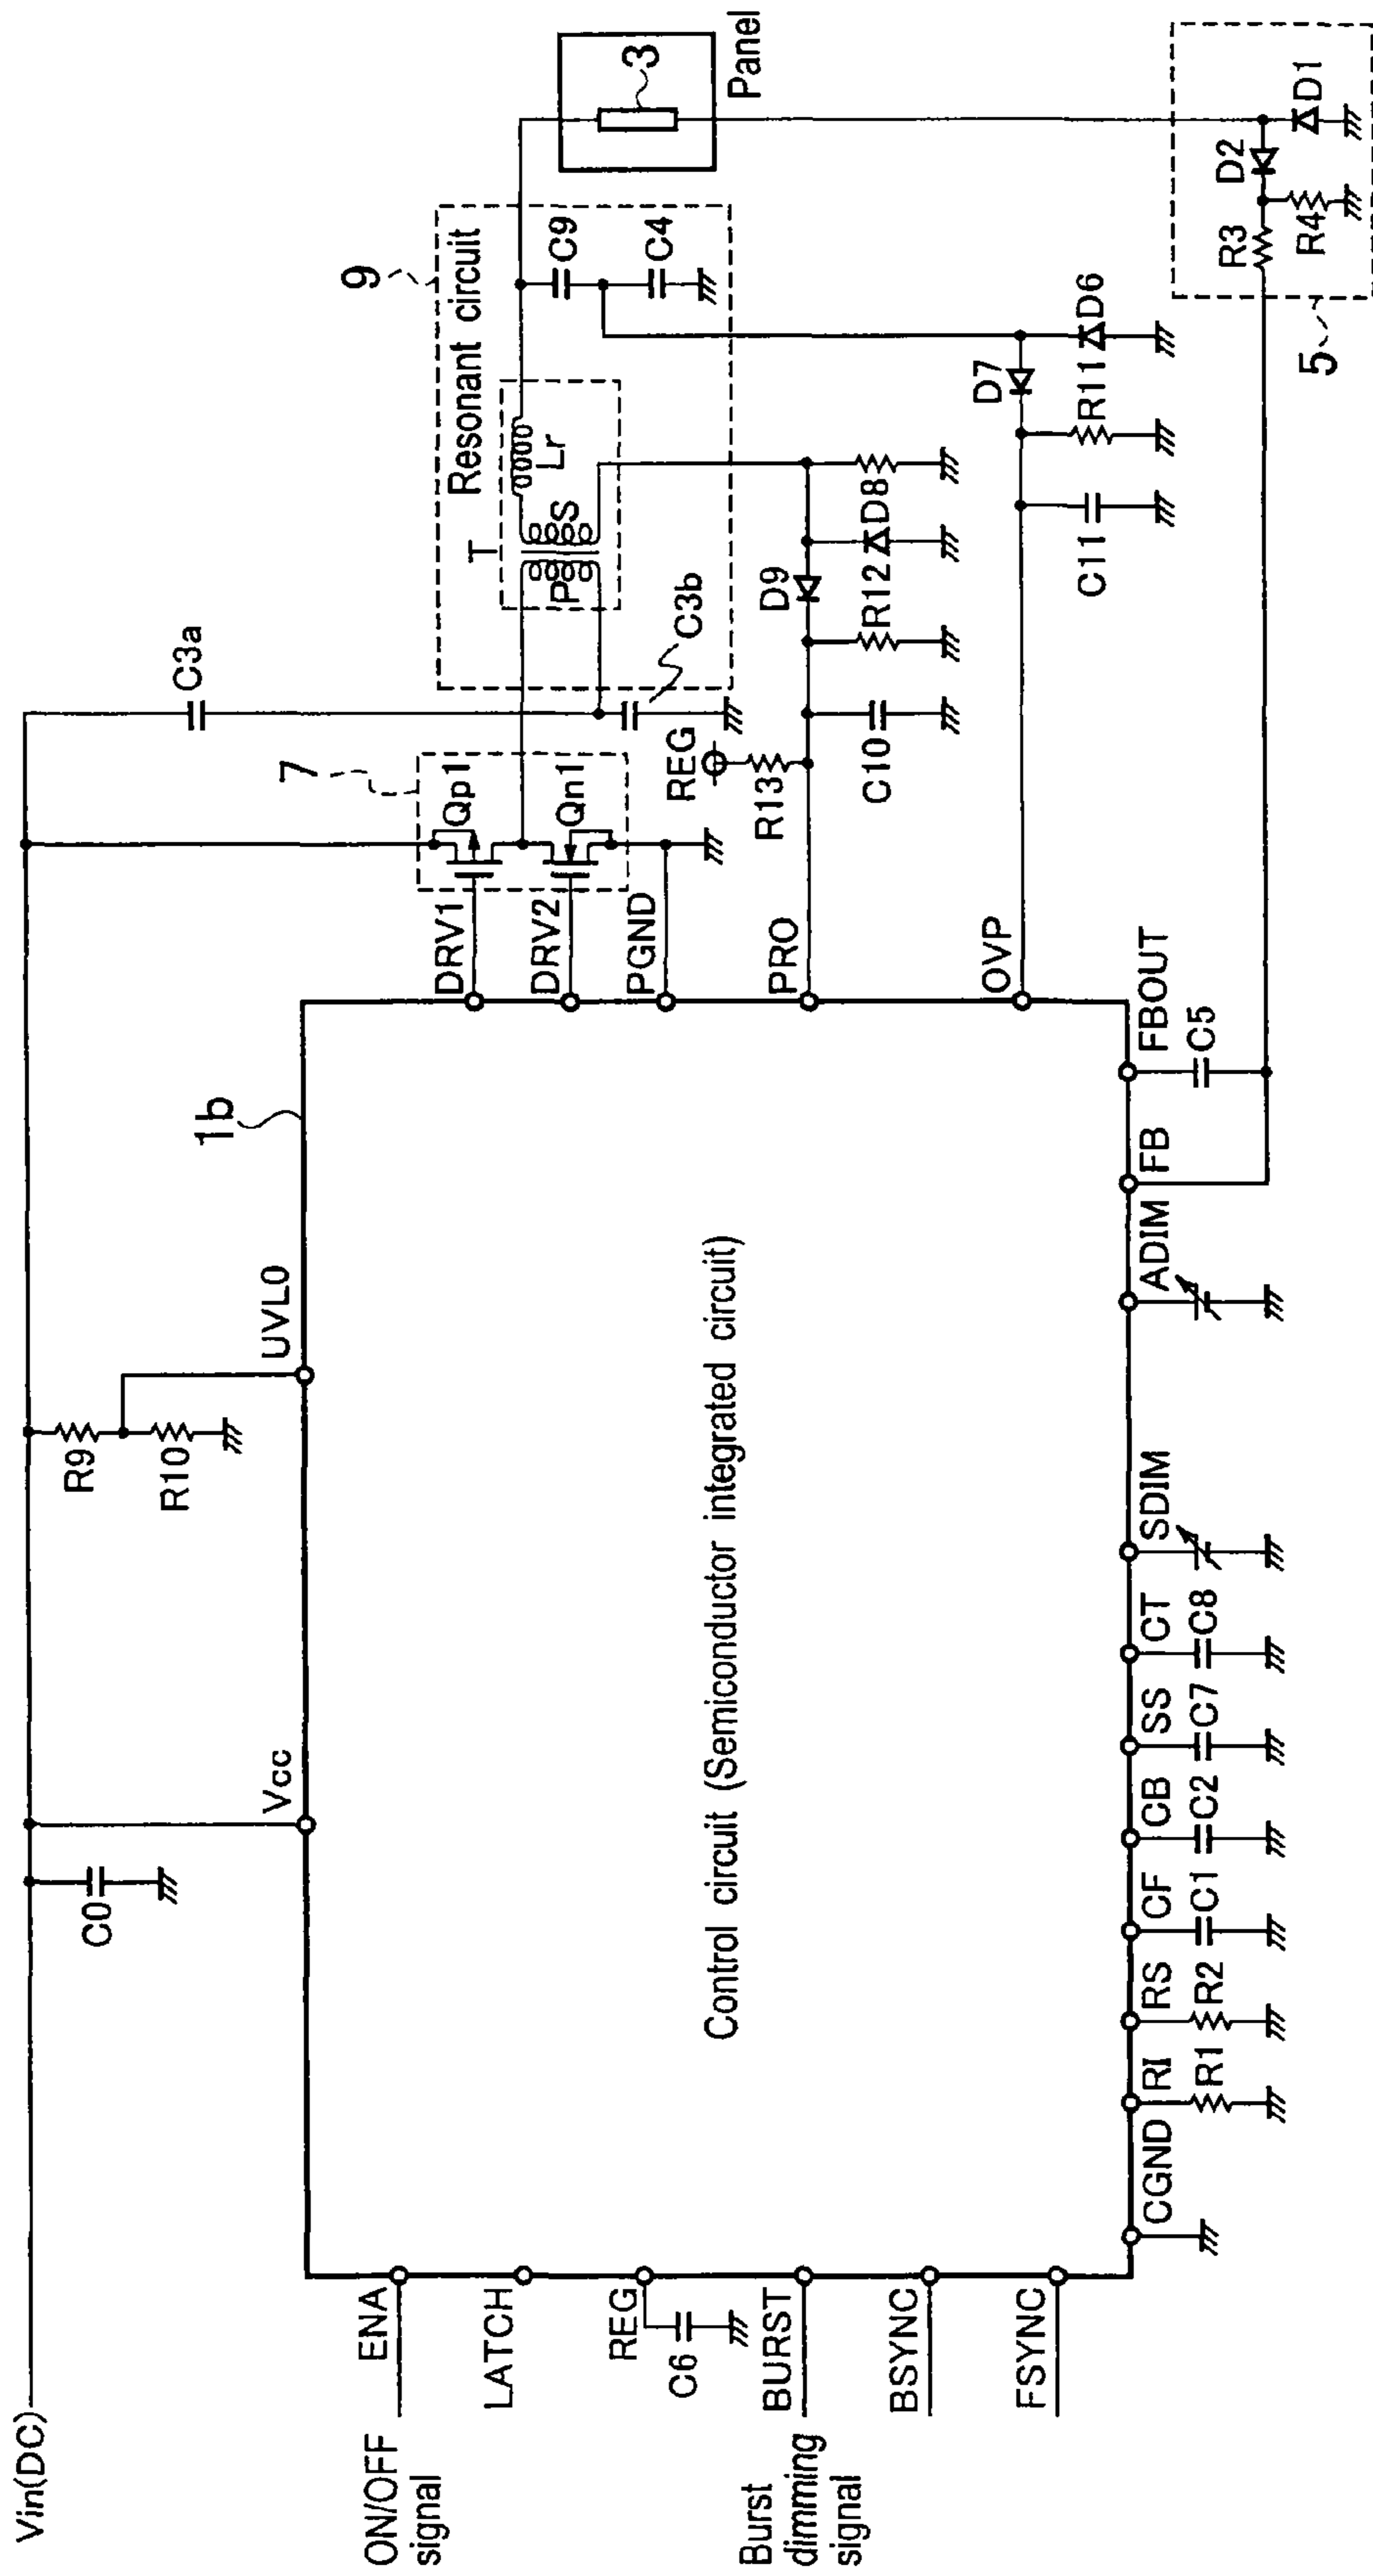 Vin(DC)
C0
Vcc
R9
R10
UVL0
1b
C3a
7
Qp1
Qn1
DRV1
DRV2
PGND
9
Resonant circuit
T
P
S
Lr
C9
C4
C3b
3
Panel
REG
R13
PRO
C10
R12
D9
D8
OVP
C11
R11
D7
D6
ENA
ON/OFF
signal
LATCH
REG
C6
BURST
Burst
dimming
signal
BSYNC
FSYNC
Control circuit (Semiconductor integrated circuit)
CGND
RI
R1
RS
R2
CF
C1
CB
C2
SS
C7
CT
C8
SDIM
ADIM
FB
FBOUT
C5
5
R3
R4
D2
D1